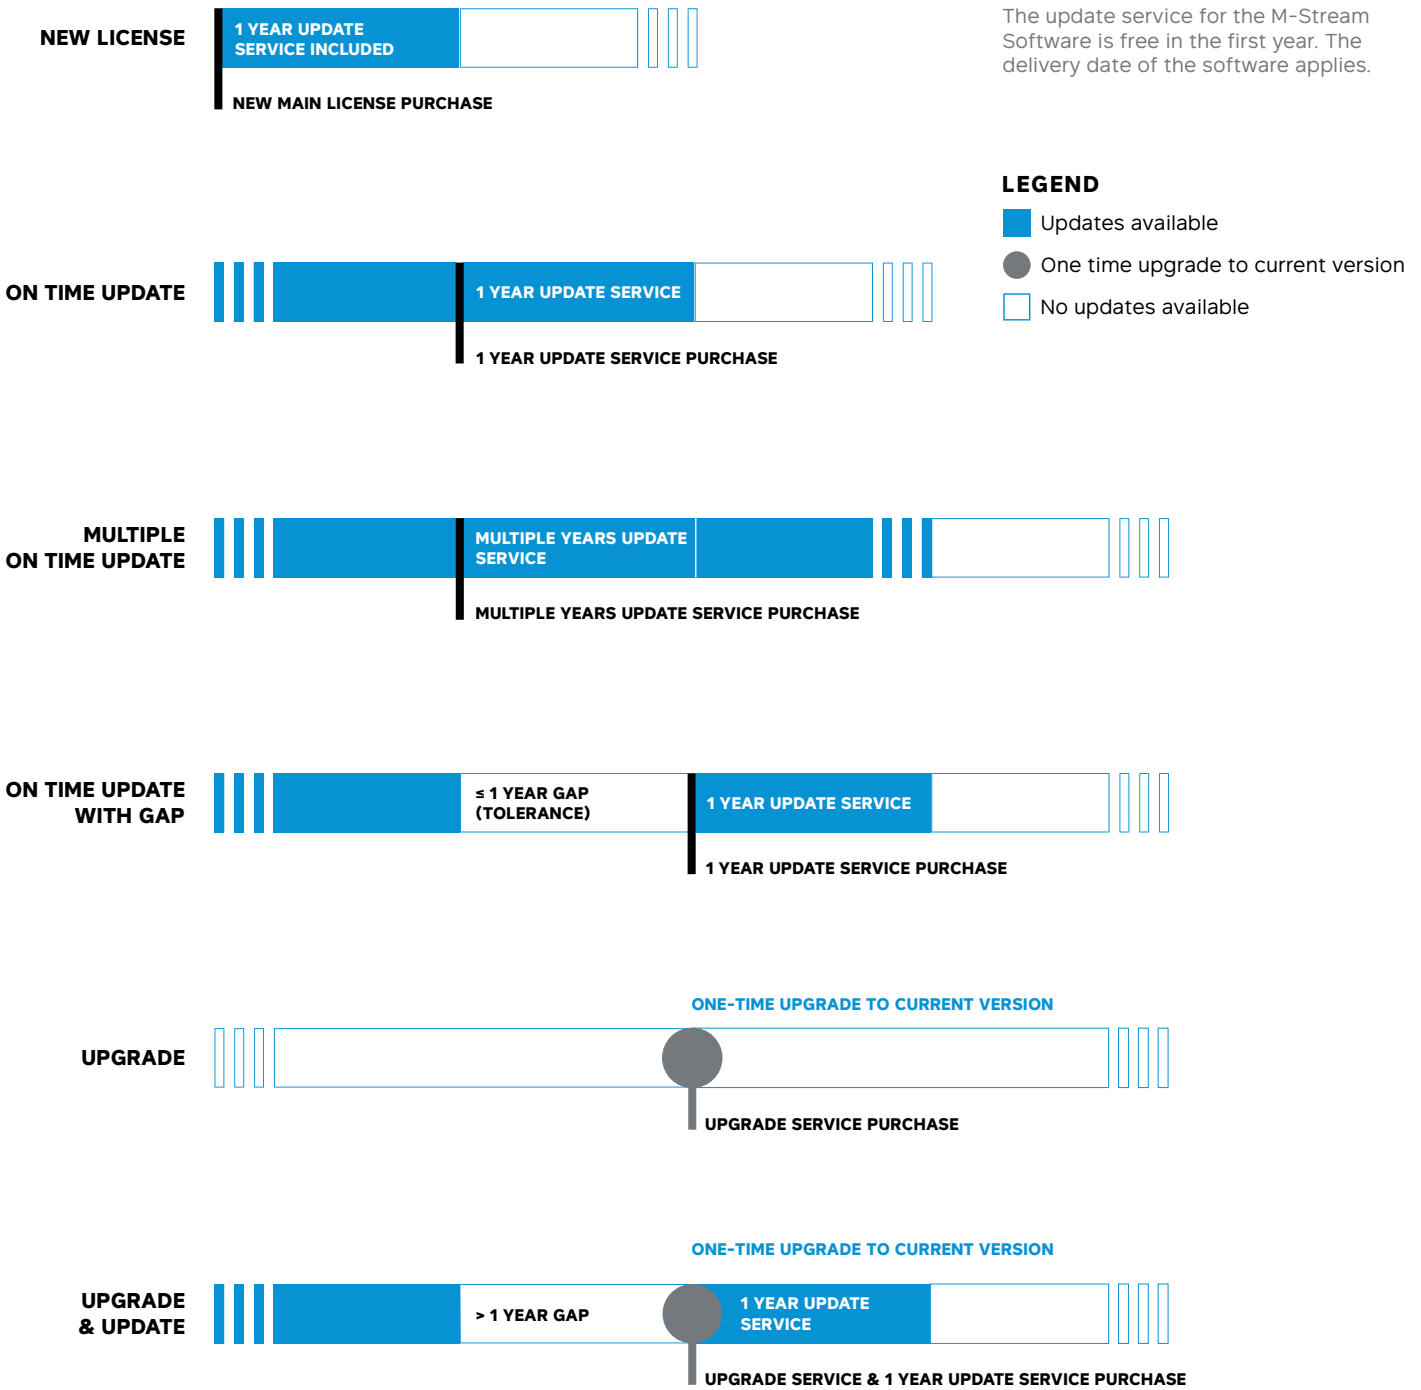 NEW LICENSE
1 YEAR UPDATE
SERVICE INCLUDED
NEW MAIN LICENSE PURCHASE
The update service for the M-Stream
Software is free in the first year. The
delivery date of the software applies.
LEGEND
Updates available
One time upgrade to current version
No updates available
ON TIME UPDATE
1 YEAR UPDATE SERVICE
1 YEAR UPDATE SERVICE PURCHASE
MULTIPLE
ON TIME UPDATE
MULTIPLE YEARS UPDATE
SERVICE
MULTIPLE YEARS UPDATE SERVICE PURCHASE
ON TIME UPDATE
WITH GAP
≤ 1 YEAR GAP
(TOLERANCE)
1 YEAR UPDATE SERVICE
1 YEAR UPDATE SERVICE PURCHASE
ONE-TIME UPGRADE TO CURRENT VERSION
UPGRADE
UPGRADE SERVICE PURCHASE
ONE-TIME UPGRADE TO CURRENT VERSION
UPGRADE
& UPDATE
> 1 YEAR GAP
1 YEAR UPDATE
SERVICE
UPGRADE SERVICE & 1 YEAR UPDATE SERVICE PURCHASE